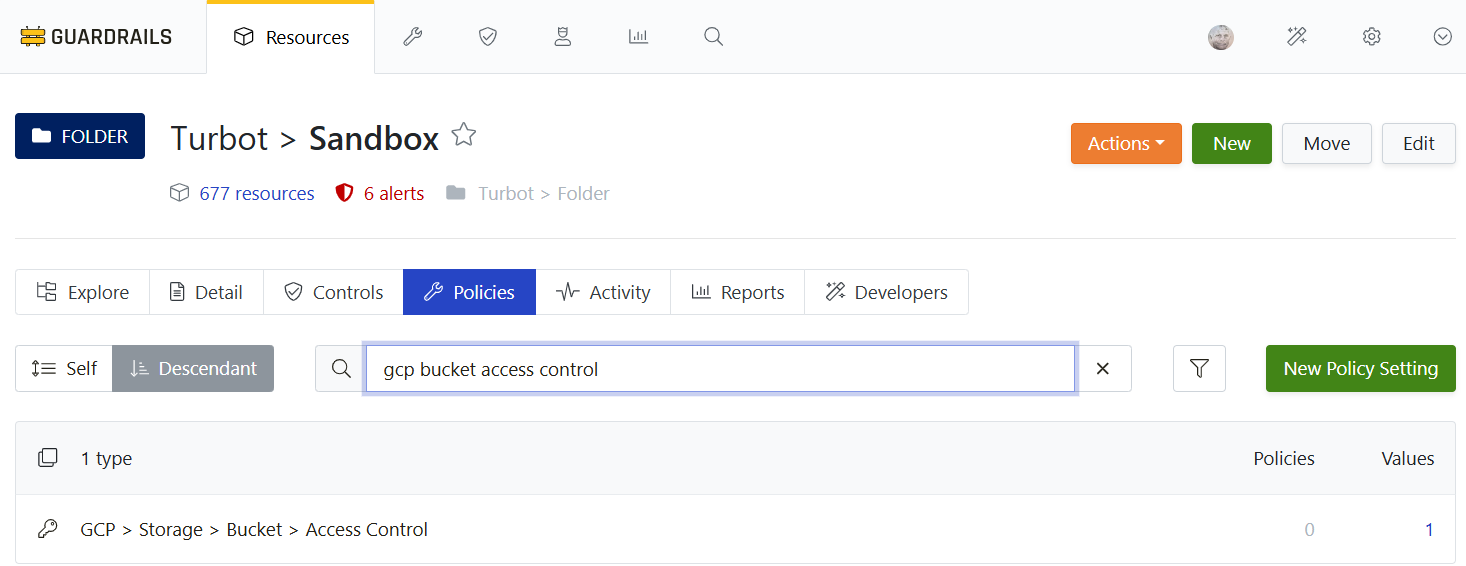 GUARDRAILS Resources
FOLDER Turbot > Sandbox Actions New Move Edit
677 resources 6 alerts Turbot > Folder
Explore Detail Controls Policies Activity Reports Developers
Self Descendant gcp bucket access control New Policy Setting
1 type Policies Values
GCP > Storage > Bucket > Access Control 0 1